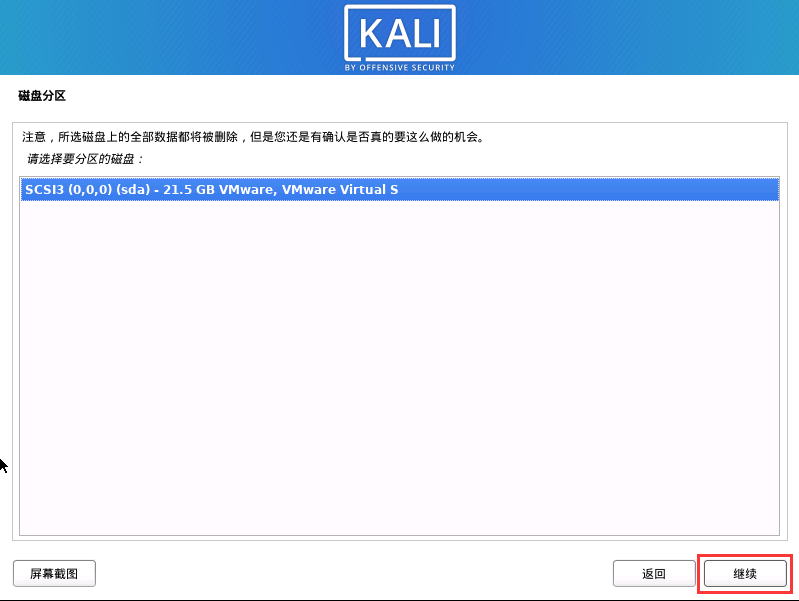 KALI
BY OFFENSIVE SECURITY
磁盘分区
注意，所选磁盘上的全部数据都将被删除，但是您还是有确认是否真的要这么做的机会。
请选择要分区的磁盘：
SCSI3 (0,0,0) (sda) - 21.5 GB VMware, VMware Virtual S
屏幕截图
返回
继续